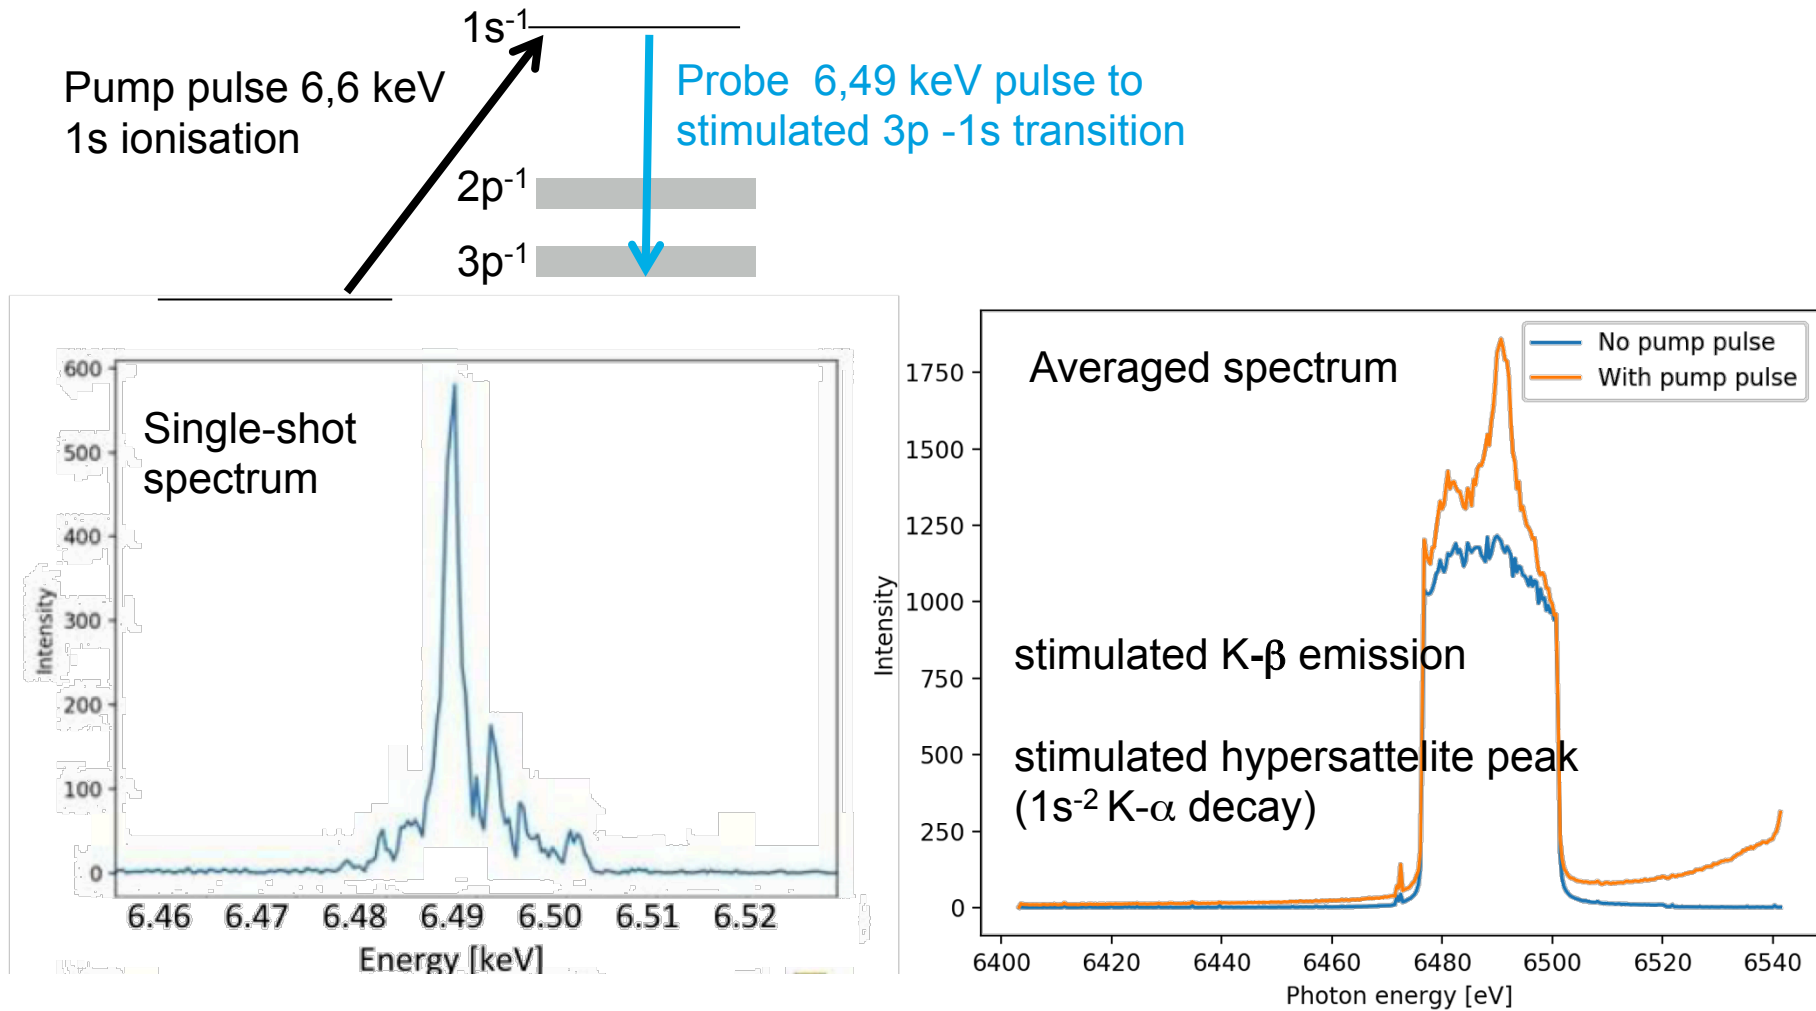 1s⁻¹
Pump pulse 6,6 keV
1s ionisation
Probe 6,49 keV pulse to
stimulated 3p -1s transition
2p⁻¹
3p⁻¹
600
500
400
300
200
100
0
Intensity
Single-shot
spectrum
6.46 6.47 6.48 6.49 6.50 6.51 6.52
Energy [keV]
Averaged spectrum
No pump pulse
With pump pulse
1750
1500
1250
1000
750
500
250
0
Intensity
stimulated K-β emission
stimulated hypersattelite peak
(1s⁻² K-α decay)
6400 6420 6440 6460 6480 6500 6520 6540
Photon energy [eV]